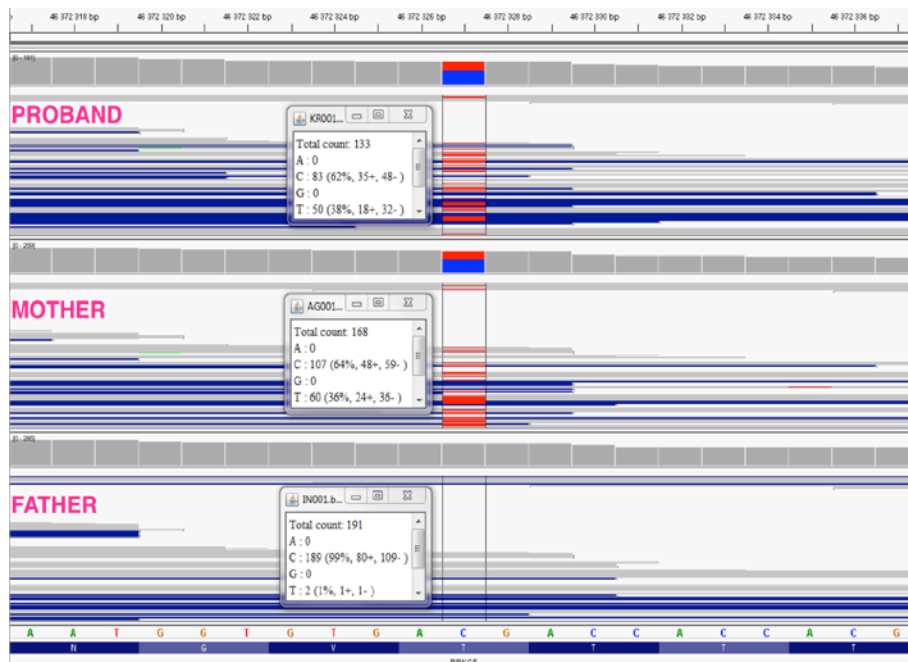 46 372 318 bp 46 372 320 bp 46 372 322 bp 46 372 324 bp 46 372 326 bp 46 372 328 bp 46 372 330 bp 46 372 332 bp 46 372 334 bp 46 372 336 bp
PROBAND
KR001...
Total count: 133
A : 0
C : 83 (62%, 35+, 48- )
G : 0
T : 50 (38%, 18+, 32- )
MOTHER
AG001...
Total count: 168
A : 0
C : 107 (64%, 48+, 59- )
G : 0
T : 60 (36%, 24+, 36- )
FATHER
IN001.b...
Total count: 191
A : 0
C : 189 (99%, 80+, 109- )
G : 0
T : 2 (1%, 1+, 1- )
A A T G G T G T G A C G A C C A C C A C G
N G V T T T T